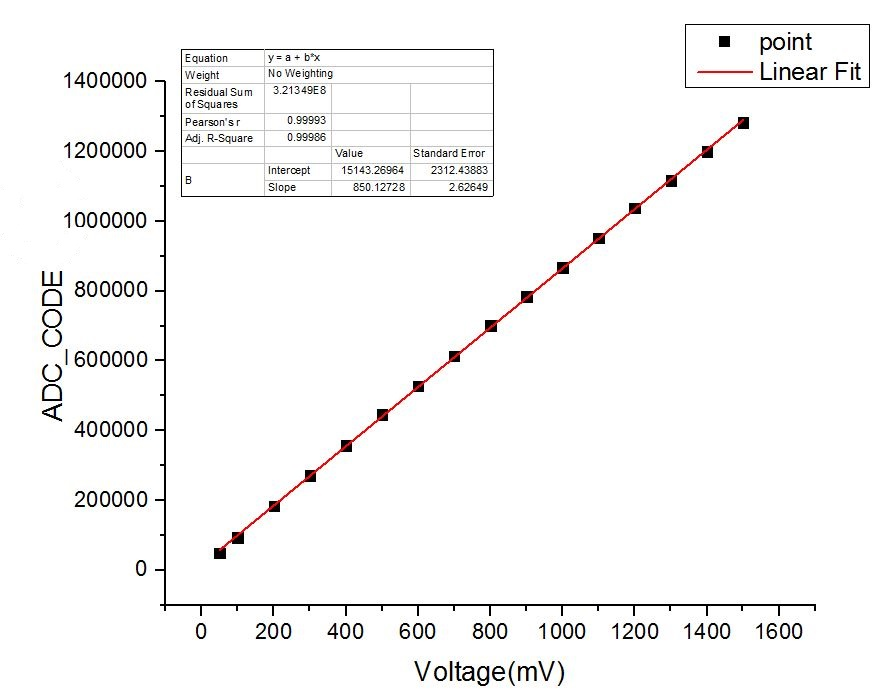 point
Linear Fit
Equation y = a + b*x
Weight No Weighting
Residual Sum 3.21349E8
of Squares
Pearson's r 0.99993
Adj. R-Square 0.99986
Value Standard Error
B Intercept 15143.26964 2312.43883
Slope 850.12728 2.62649
1400000
1200000
1000000
800000
600000
400000
200000
0
ADC_CODE
0 200 400 600 800 1000 1200 1400 1600
Voltage(mV)